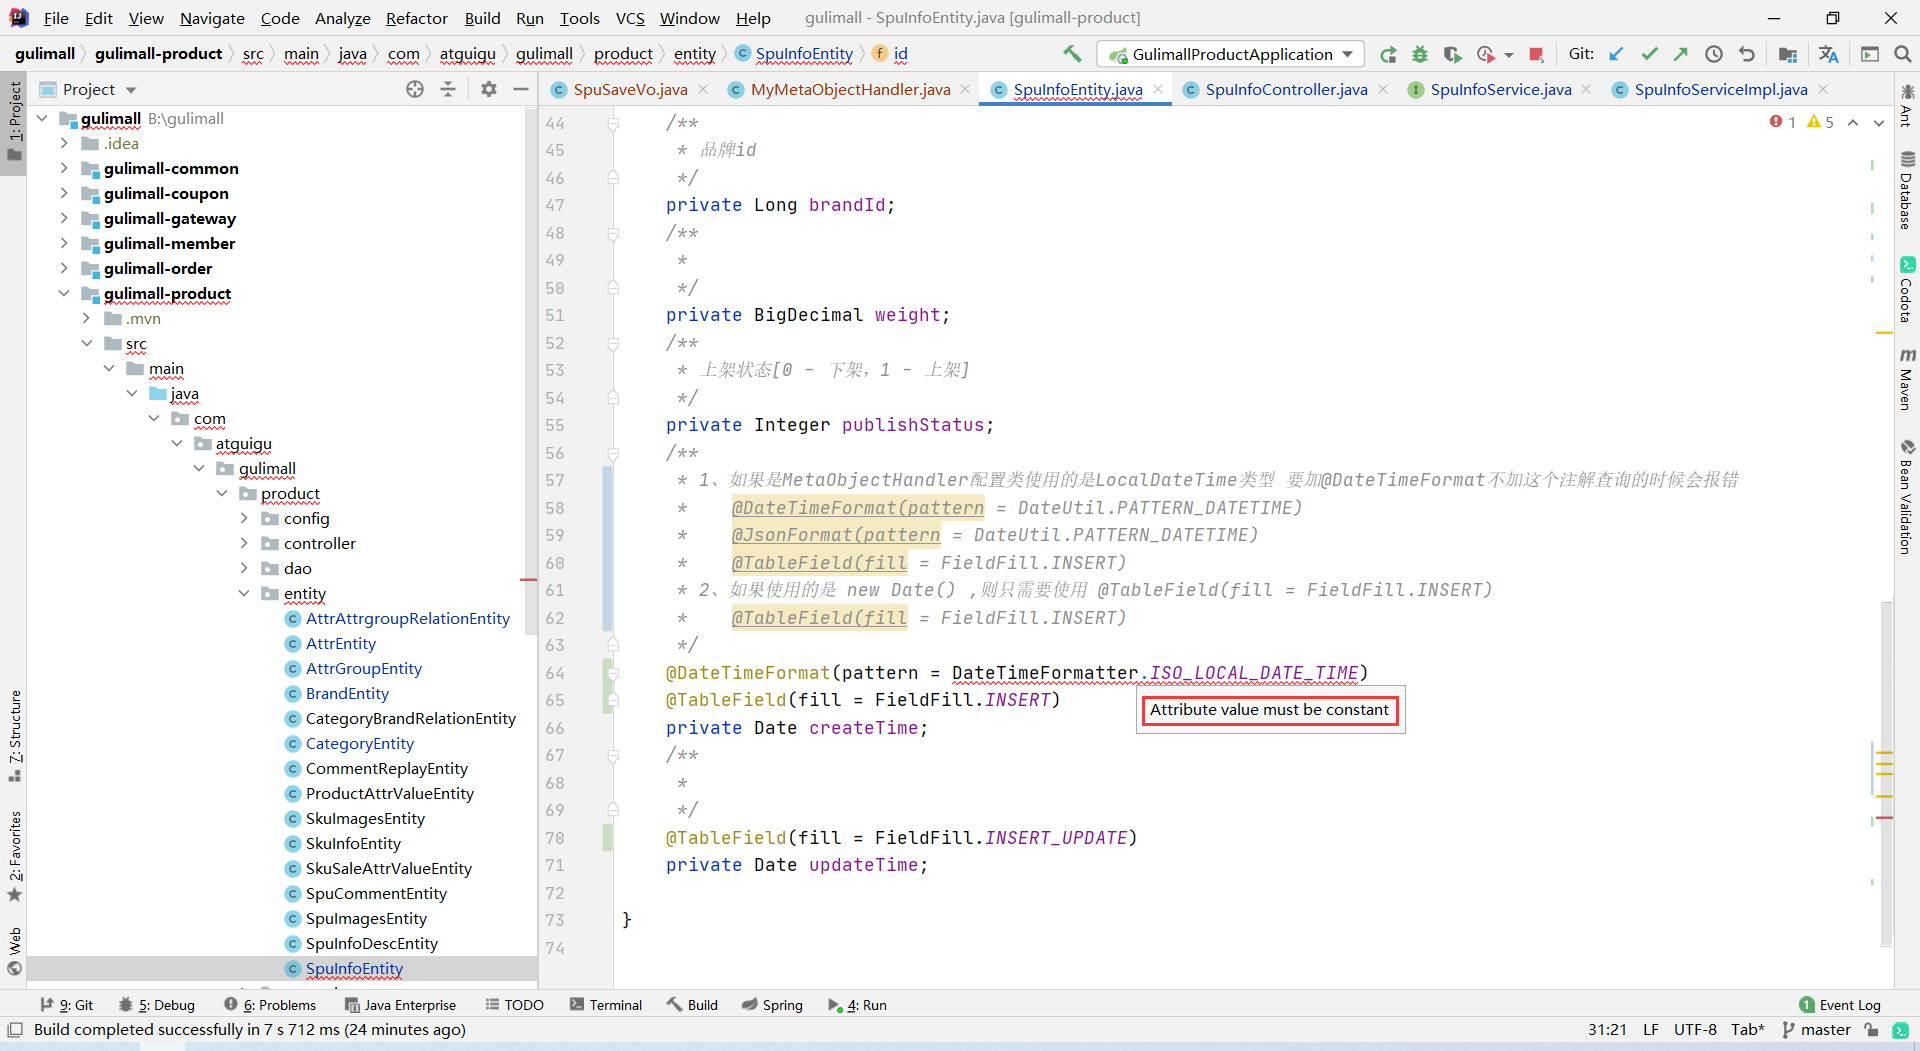 File Edit View Navigate Code Analyze Refactor Build Run Tools VCS Window Help gulimall - SpuInfoEntity.java [gulimall-product]
gulimall gulimall-product src main java com atguigu gulimall product entity SpuInfoEntity id GulimallProductApplication Git:
Project
SpuSaveVo.java MyMetaObjectHandler.java SpuInfoEntity.java SpuInfoController.java SpuInfoService.java SpuInfoServiceImpl.java
1: Project
7: Structure
2: Favorites
Web
gulimall B:\gulimall
.idea
gulimall-common
gulimall-coupon
gulimall-gateway
gulimall-member
gulimall-order
gulimall-product
.mvn
src
main
java
com
atguigu
gulimall
product
config
controller
dao
entity
AttrAttrgroupRelationEntity
AttrEntity
AttrGroupEntity
BrandEntity
CategoryBrandRelationEntity
CategoryEntity
CommentReplayEntity
ProductAttrValueEntity
SkuImagesEntity
SkuInfoEntity
SkuSaleAttrValueEntity
SpuCommentEntity
SpuImagesEntity
SpuInfoDescEntity
SpuInfoEntity
1 5
44 /**
45 * 品牌id
46 */
47 private Long brandId;
48 /**
49 *
50 */
51 private BigDecimal weight;
52 /**
53 * 上架状态[0 - 下架，1 - 上架]
54 */
55 private Integer publishStatus;
56 /**
57 * 1、如果是MetaObjectHandler配置类使用的是LocalDateTime类型 要加@DateTimeFormat不加这个注解查询的时候会报错
58 * @DateTimeFormat(pattern = DateUtil.PATTERN_DATETIME)
59 * @JsonFormat(pattern = DateUtil.PATTERN_DATETIME)
60 * @TableField(fill = FieldFill.INSERT)
61 * 2、如果使用的是 new Date() ,则只需要使用 @TableField(fill = FieldFill.INSERT)
62 * @TableField(fill = FieldFill.INSERT)
63 */
64 @DateTimeFormat(pattern = DateTimeFormatter.ISO_LOCAL_DATE_TIME)
65 @TableField(fill = FieldFill.INSERT)
Attribute value must be constant
66 private Date createTime;
67 /**
68 *
69 */
70 @TableField(fill = FieldFill.INSERT_UPDATE)
71 private Date updateTime;
72
73 }
74
Ant
Database
Codota
Maven
Bean Validation
9: Git 5: Debug 6: Problems Java Enterprise TODO Terminal Build Spring 4: Run 1 Event Log
Build completed successfully in 7 s 712 ms (24 minutes ago) 31:21 LF UTF-8 Tab* master